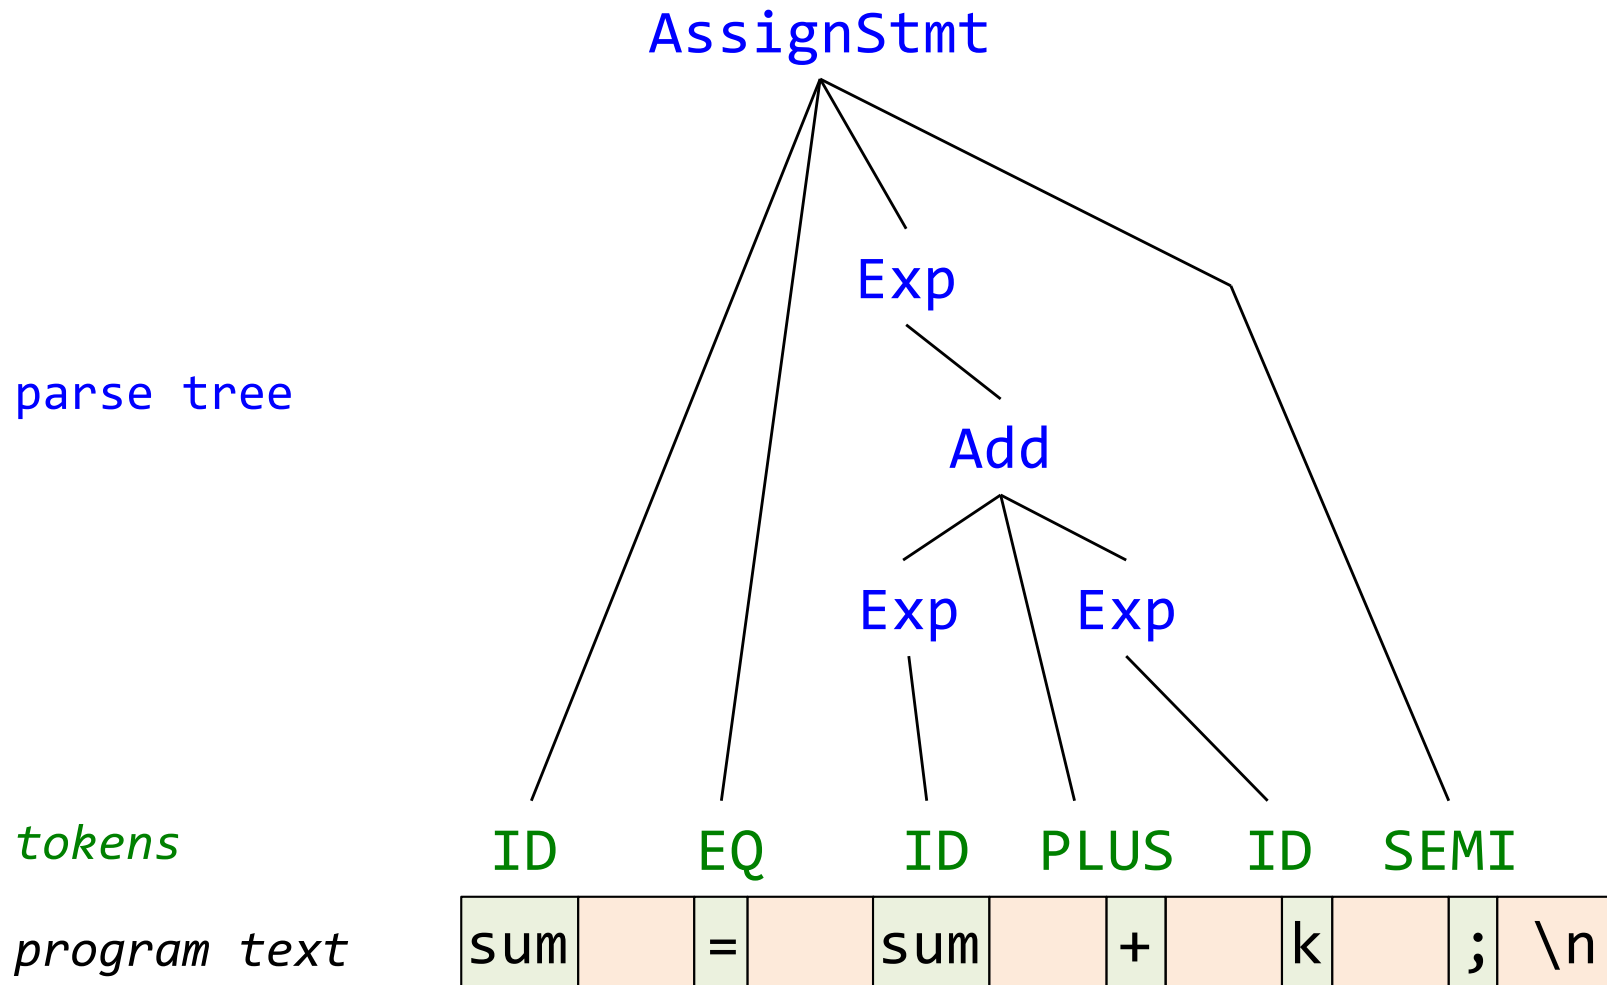 AssignStmt
Exp
parse tree
Add
Exp Exp
tokens ID EQ ID PLUS ID SEMI
program text sum = sum + k ; \n